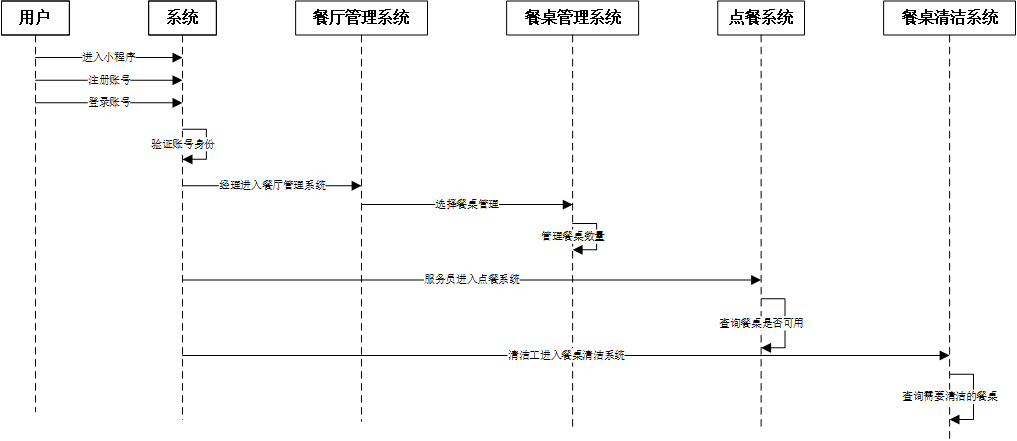 用户
系统
餐厅管理系统
餐桌管理系统
点餐系统
餐桌清洁系统
进入小程序
注册账号
登录账号
验证账号身份
经理进入餐厅管理系统
选择餐桌管理
管理餐桌数量
服务员进入点餐系统
查询餐桌是否可用
清洁工进入餐桌清洁系统
查询需要清洁的餐桌